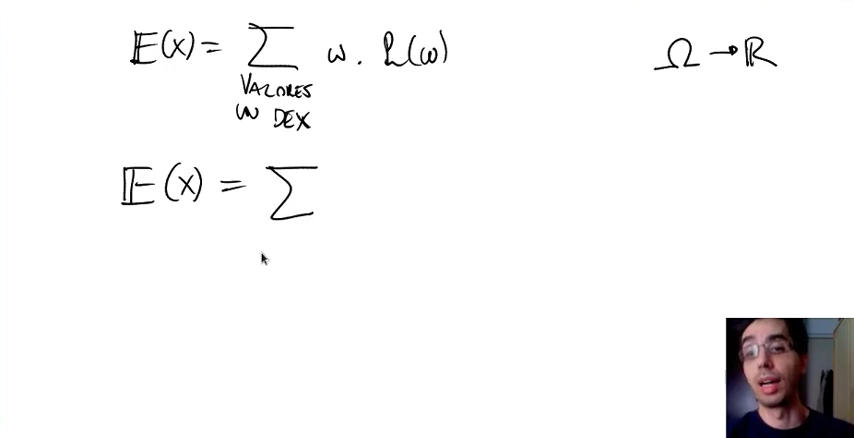 𝔼(x) = ∑ ω . P(ω)
VALORES
ω DE X
Ω → ℝ
𝔼(x) = ∑